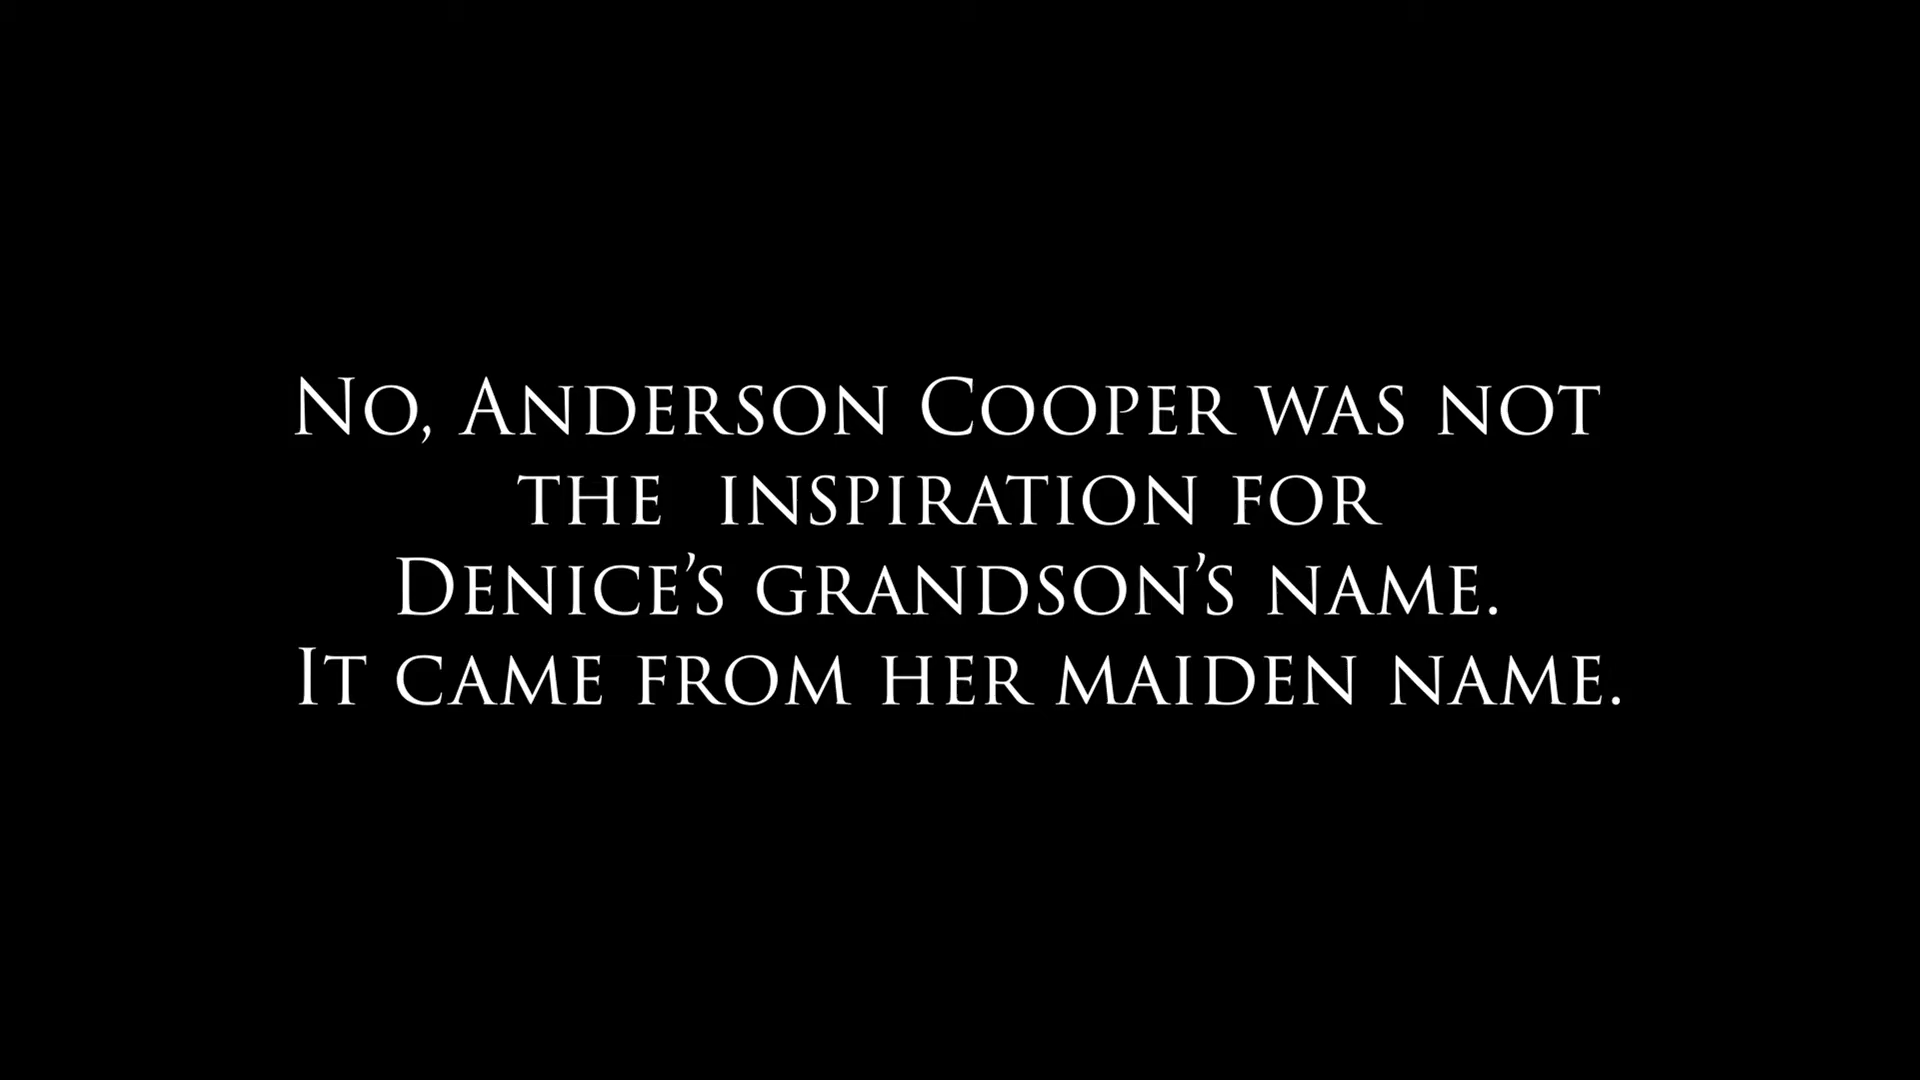 No, Anderson Cooper was not
the  inspiration for
Denice’s grandson’s name.
It came from her maiden name.